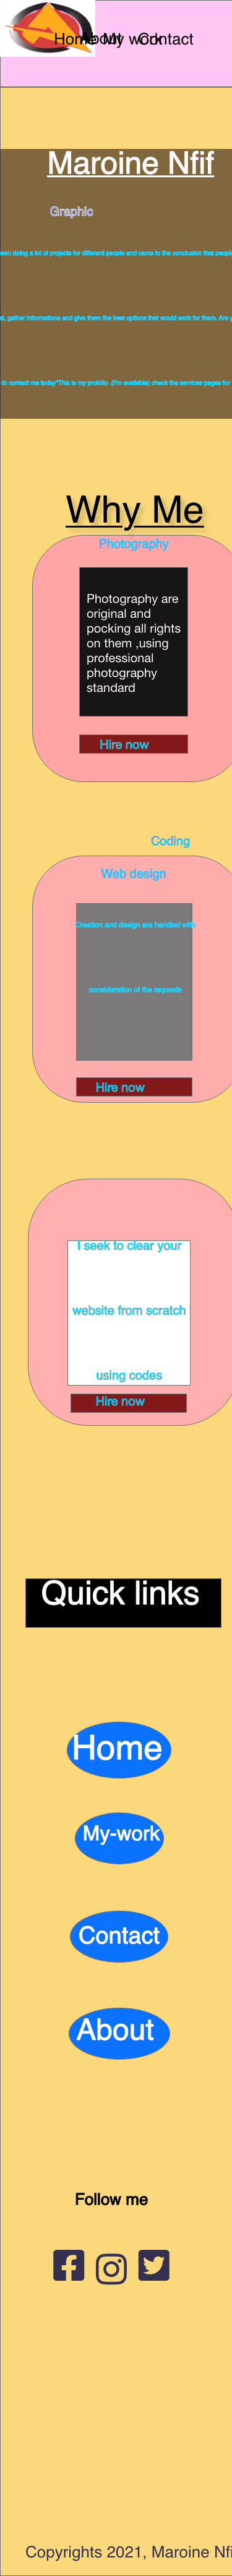 Home About My work Contact
Maroine Nfif
Graphic
een doing a lot of projects for different people and came to the conclusion that people
st, gather informations and give them the best options that would work for them. Are y
to contact me today"This is my profolio .(I'm available) check the services pages for
Why Me
Photography
Photography are
original and
pocking all rights
on them ,using
professional
photography
standard
Hire now
Coding
Web design
Creation and design are handled with
consideration of the requests
Hire now
I seek to clear your
website from scratch
using codes
Hire now
Quick links
Home
My-work
Contact
About
Follow me
Copyrights 2021, Maroine Nfi